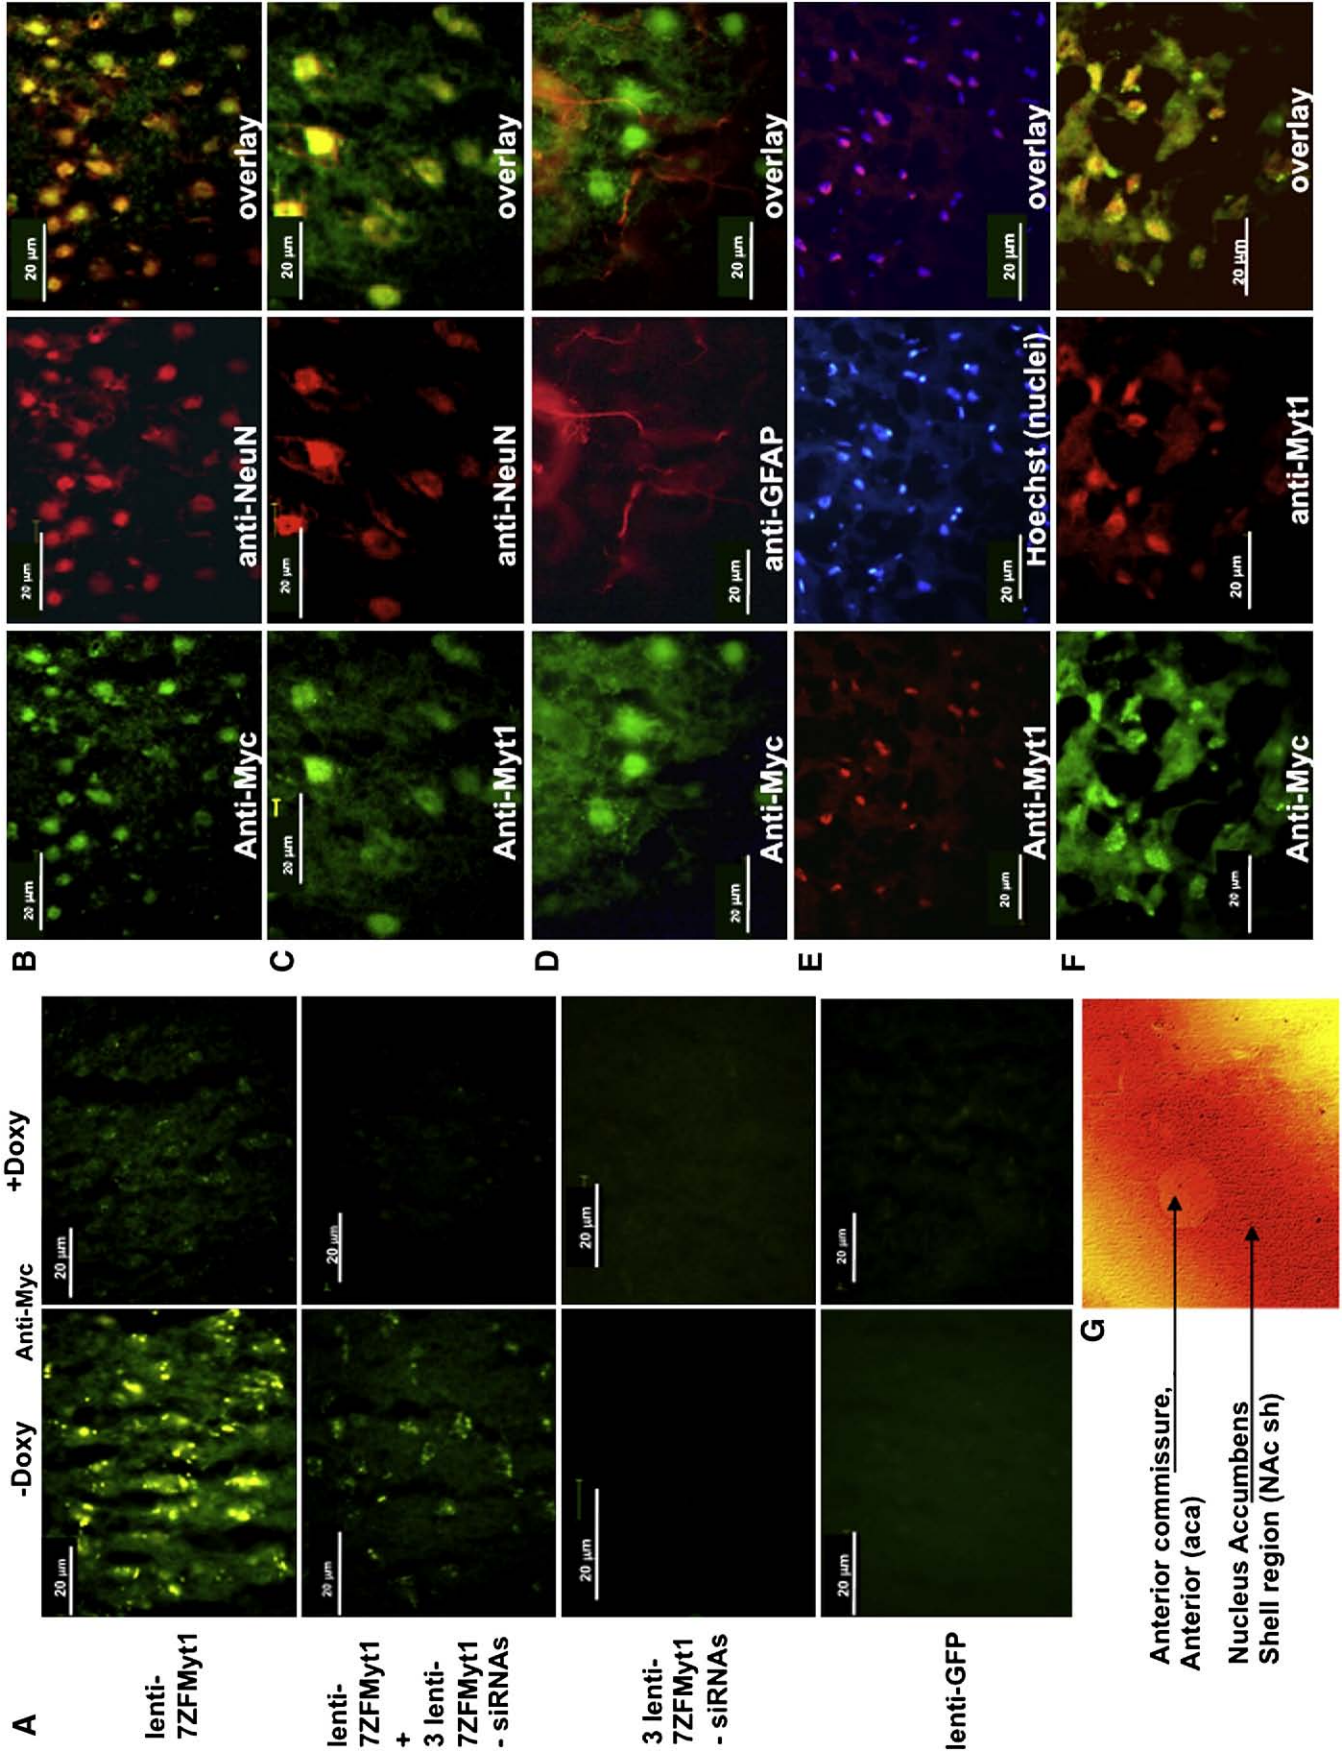 A
-Doxy
Anti-Myc
+Doxy
lenti-
7ZFMyt1
20 µm
20 µm
lenti-
7ZFMyt1
+
3 lenti-
7ZFMyt1
- siRNAs
20 µm
20 µm
3 lenti-
7ZFMyt1
- siRNAs
20 µm
20 µm
lenti-GFP
20 µm
20 µm
G
Anterior commissure,
Anterior (aca)
Nucleus Accumbens
Shell region (NAc sh)
B
20 µm
Anti-Myc
20 µm
anti-NeuN
20 µm
overlay
C
20 µm
Anti-Myt1
20 µm
anti-NeuN
20 µm
overlay
D
20 µm
Anti-Myc
20 µm
anti-GFAP
20 µm
overlay
E
20 µm
Anti-Myt1
20 µm
Hoechst (nuclei)
20 µm
overlay
F
20 µm
Anti-Myc
20 µm
anti-Myt1
20 µm
overlay